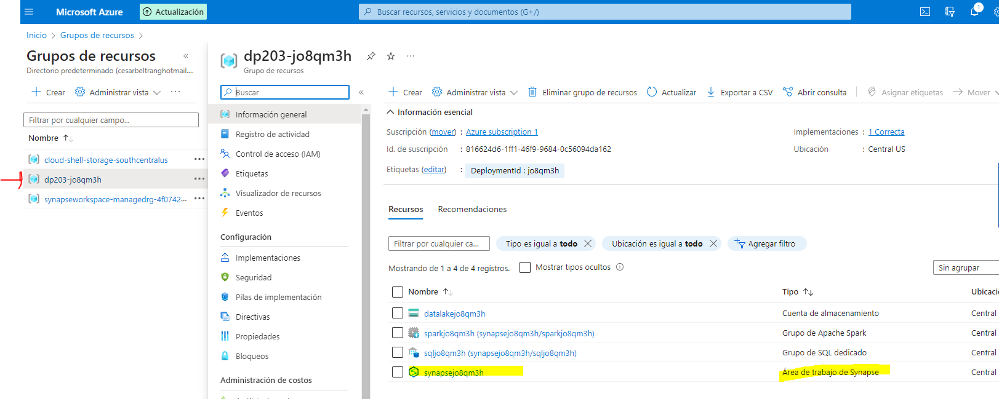 Microsoft Azure
Actualización
Buscar recursos, servicios y documentos (G+/)
1
Inicio > Grupos de recursos >
Grupos de recursos
«
Directorio predeterminado (cesarbeltranghotmail....
+ Crear
Administrar vista
...
Filtrar por cualquier campo...
Nombre ↑↓
cloud-shell-storage-southcentralus
...
dp203-jo8qm3h
...
synapseworkspace-managedrg-4f0742...
...
dp203-jo8qm3h
...
Grupo de recursos
Buscar
«
Información general
Registro de actividad
Control de acceso (IAM)
Etiquetas
Visualizador de recursos
Eventos
Configuración
Implementaciones
Seguridad
Pilas de implementación
Directivas
Propiedades
Bloqueos
Administración de costos
+ Crear
Administrar vista
Eliminar grupo de recursos
Actualizar
Exportar a CSV
Abrir consulta
Asignar etiquetas
Mover
Información esencial
Suscripción (mover) : Azure subscription 1
Implementaciones : 1 Correcta
Id. de suscripción : 816624d6-1ff1-46f9-9684-0c56094da162
Ubicación : Central US
Etiquetas (editar) : DeploymentId : jo8qm3h
Recursos
Recomendaciones
Filtrar por cualquier ca...
Tipo es igual a todo
Ubicación es igual a todo
Agregar filtro
Mostrando de 1 a 4 de 4 registros.
Mostrar tipos ocultos
Sin agrupar
Nombre ↑↓
Tipo ↑↓
Ubicaci
datalakejo8qm3h
Cuenta de almacenamiento
Central
sparkjo8qm3h (synapsejo8qm3h/sparkjo8qm3h)
Grupo de Apache Spark
Central
sqljo8qm3h (synapsejo8qm3h/sqljo8qm3h)
Grupo de SQL dedicado
Central
synapsejo8qm3h
Área de trabajo de Synapse
Central